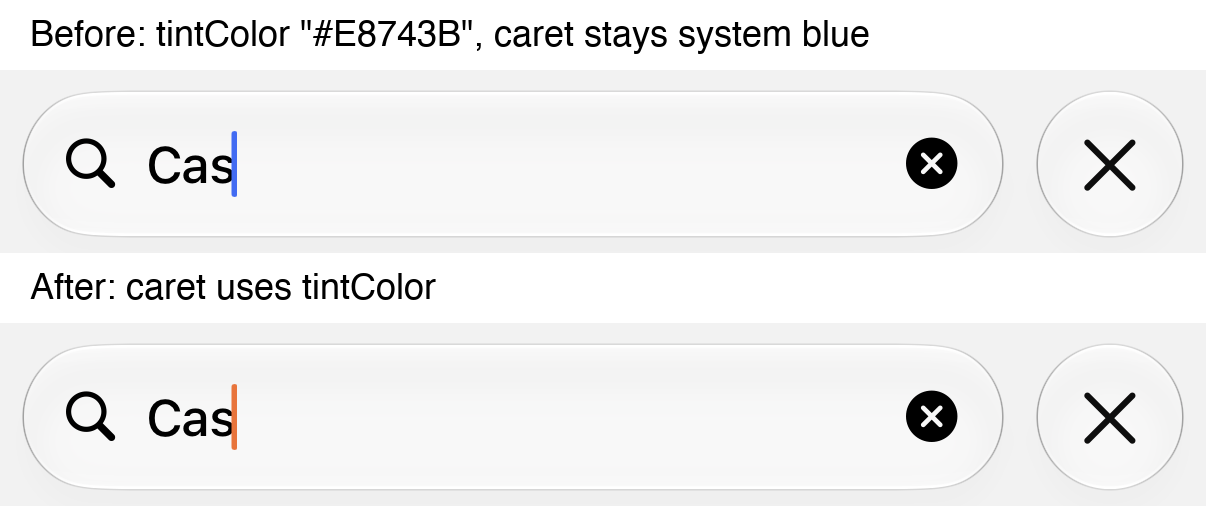 Before: tintColor "#E8743B", caret stays system blue
Cas
After: caret uses tintColor
Cas